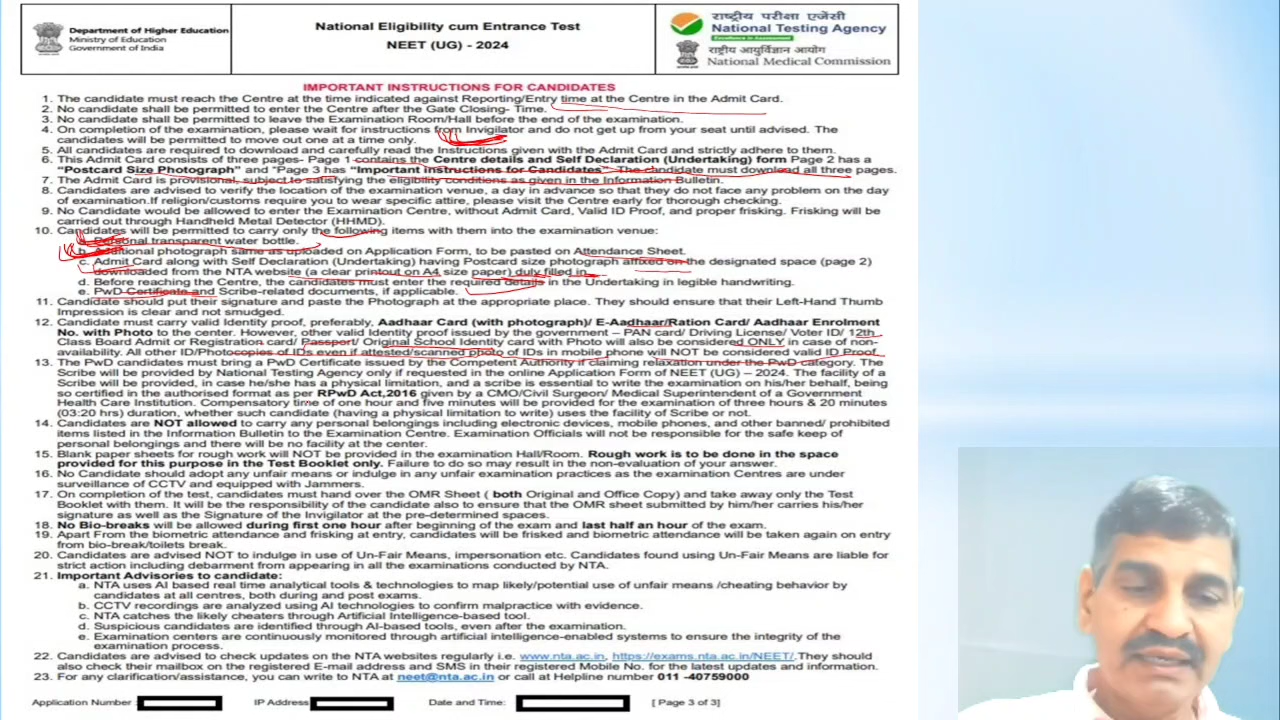 Department of Higher Education
Ministry of Education
Government of India
National Eligibility cum Entrance Test
NEET (UG) - 2024
राष्ट्रीय परीक्षा एजेंसी
National Testing Agency
Excellence in Assessment
राष्ट्रीय आयुर्विज्ञान आयोग
National Medical Commission
IMPORTANT INSTRUCTIONS FOR CANDIDATES
1. The candidate must reach the Centre at the time indicated against Reporting/Entry time at the Centre in the Admit Card.
2. No candidate shall be permitted to enter the Centre after the Gate Closing- Time.
3. No candidate shall be permitted to leave the Examination Room/Hall before the end of the examination.
4. On completion of the examination, please wait for instructions from Invigilator and do not get up from your seat until advised. The
candidates will be permitted to move out one at a time only.
5. All candidates are required to download and carefully read the Instructions given with the Admit Card and strictly adhere to them.
6. This Admit Card consists of three pages- Page 1 contains the Centre details and Self Declaration (Undertaking) form Page 2 has a
"Postcard Size Photograph" and "Page 3 has "Important instructions for Candidates" The candidate must download all three pages.
7. The Admit Card is provisional, subject to satisfying the eligibility conditions as given in the Information Bulletin.
8. Candidates are advised to verify the location of the examination venue, a day in advance so that they do not face any problem on the day
of examination.If religion/customs require you to wear specific attire, please visit the Centre early for thorough checking.
9. No Candidate would be allowed to enter the Examination Centre, without Admit Card, Valid ID Proof, and proper frisking. Frisking will be
carried out through Handheld Metal Detector (HHMD).
10. Candidates will be permitted to carry only the following items with them into the examination venue:
Personal transparent water bottle.
b. Additional photograph same as uploaded on Application Form, to be pasted on Attendance Sheet.
c. Admit Card along with Self Declaration (Undertaking) having Postcard size photograph affixed on the designated space (page 2)
downloaded from the NTA website (a clear printout on A4 size paper) duly filled in.
d. Before reaching the Centre, the candidates must enter the required details in the Undertaking in legible handwriting.
e. PwD Certificate and Scribe-related documents, if applicable.
11. Candidate should put their signature and paste the Photograph at the appropriate place. They should ensure that their Left-Hand Thumb
Impression is clear and not smudged.
12. Candidate must carry valid Identity proof, preferably, Aadhaar Card (with photograph)/ E-Aadhaar/Ration Card/ Aadhaar Enrolment
No. with Photo to the center. However, other valid Identity proof issued by the government – PAN card/ Driving License/ Voter ID/ 12th
Class Board Admit or Registration card/ Passport/ Original School Identity card with Photo will also be considered ONLY in case of non-
availability. All other ID/Photocopies of IDs even if attested/scanned photo of IDs in mobile phone will NOT be considered valid ID Proof.
13. The PwD candidates must bring a PwD Certificate issued by the Competent Authority if claiming relaxation under the PwD category. The
Scribe will be provided by National Testing Agency only if requested in the online Application Form of NEET (UG) – 2024. The facility of a
Scribe will be provided, in case he/she has a physical limitation, and a scribe is essential to write the examination on his/her behalf, being
so certified in the authorised format as per RPwD Act,2016 given by a CMO/Civil Surgeon/ Medical Superintendent of a Government
Health Care Institution. Compensatory time of one hour and five minutes will be provided for the examination of three hours & 20 minutes
(03:20 hrs) duration, whether such candidate (having a physical limitation to write) uses the facility of Scribe or not.
14. Candidates are NOT allowed to carry any personal belongings including electronic devices, mobile phones, and other banned/ prohibited
items listed in the Information Bulletin to the Examination Centre. Examination Officials will not be responsible for the safe keep of
personal belongings and there will be no facility at the center.
15. Blank paper sheets for rough work will NOT be provided in the examination Hall/Room. Rough work is to be done in the space
provided for this purpose in the Test Booklet only. Failure to do so may result in the non-evaluation of your answer.
16. No Candidate should adopt any unfair means or indulge in any unfair examination practices as the examination Centres are under
surveillance of CCTV and equipped with Jammers.
17. On completion of the test, candidates must hand over the OMR Sheet ( both Original and Office Copy) and take away only the Test
Booklet with them. It will be the responsibility of the candidate also to ensure that the OMR sheet submitted by him/her carries his/her
signature as well as the Signature of the Invigilator at the pre-determined spaces.
18. No Bio-breaks will be allowed during first one hour after beginning of the exam and last half an hour of the exam.
19. Apart From the biometric attendance and frisking at entry, candidates will be frisked and biometric attendance will be taken again on entry
from bio-break/toilets break.
20. Candidates are advised NOT to indulge in use of Un-Fair Means, impersonation etc. Candidates found using Un-Fair Means are liable for
strict action including debarment from appearing in all the examinations conducted by NTA.
21. Important Advisories to candidate:
a. NTA uses AI based real time analytical tools & technologies to map likely/potential use of unfair means /cheating behavior by
candidates at all centres, both during and post exams.
b. CCTV recordings are analyzed using AI technologies to confirm malpractice with evidence.
c. NTA catches the likely cheaters through Artificial Intelligence-based tool.
d. Suspicious candidates are identified through AI-based tools, even after the examination.
e. Examination centers are continuously monitored through artificial intelligence-enabled systems to ensure the integrity of the
examination process.
22. Candidates are advised to check updates on the NTA websites regularly i.e. www.nta.ac.in, https://exams.nta.ac.in/NEET/.They should
also check their mailbox on the registered E-mail address and SMS in their registered Mobile No. for the latest updates and information.
23. For any clarification/assistance, you can write to NTA at neet@nta.ac.in or call at Helpline number 011 -40759000
Application Number : IP Address Date and Time: [ Page 3 of 3]